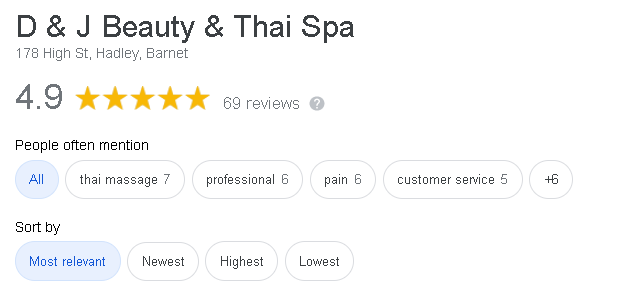 D & J Beauty & Thai Spa
178 High St, Hadley, Barnet
4.9 69 reviews ?
People often mention
All thai massage 7 professional 6 pain 6 customer service 5 +6
Sort by
Most relevant Newest Highest Lowest